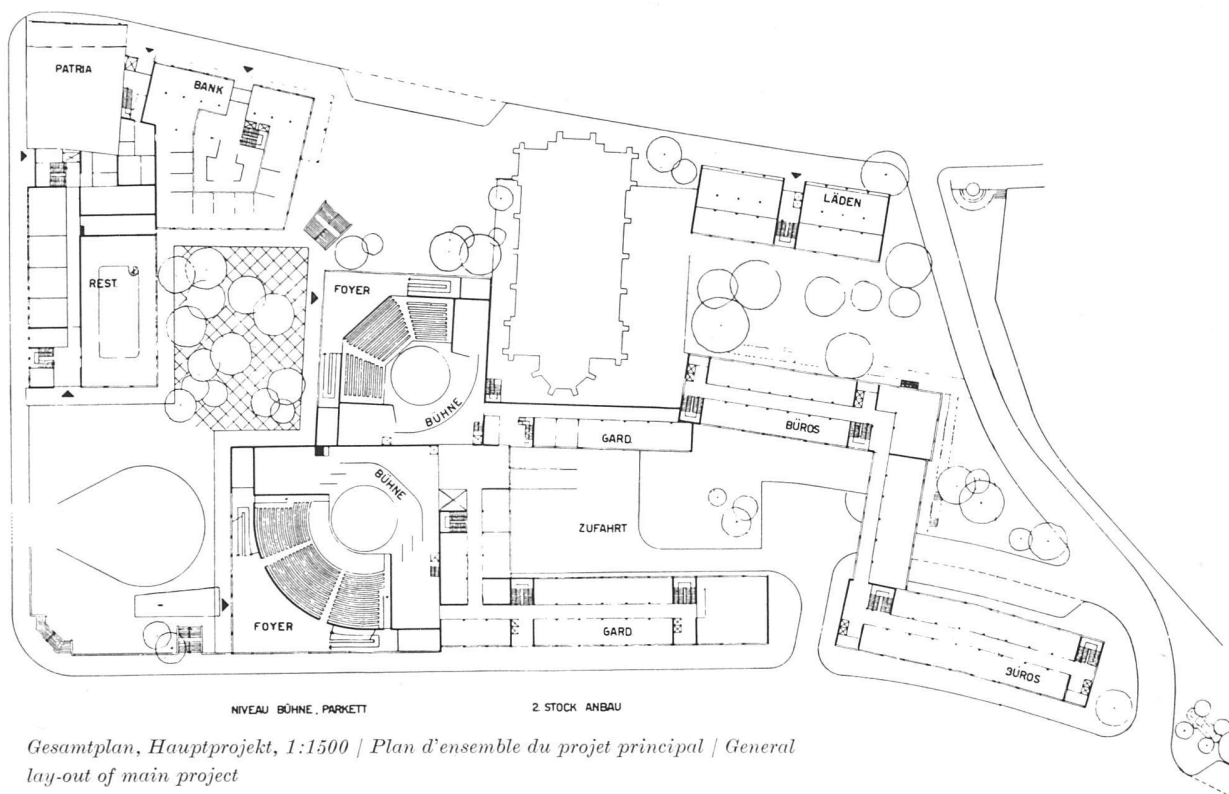 PATRIA
BANK
LÄDEN
REST.
FOYER
BÜHNE
GARD.
BÜROS
BÜHNE
ZUFAHRT
FOYER
GARD.
BÜROS
NIVEAU BÜHNE, PARKETT
2. STOCK ANBAU
Gesamtplan, Hauptprojekt, 1:1500 | Plan d'ensemble du projet principal | General
lay-out of main project